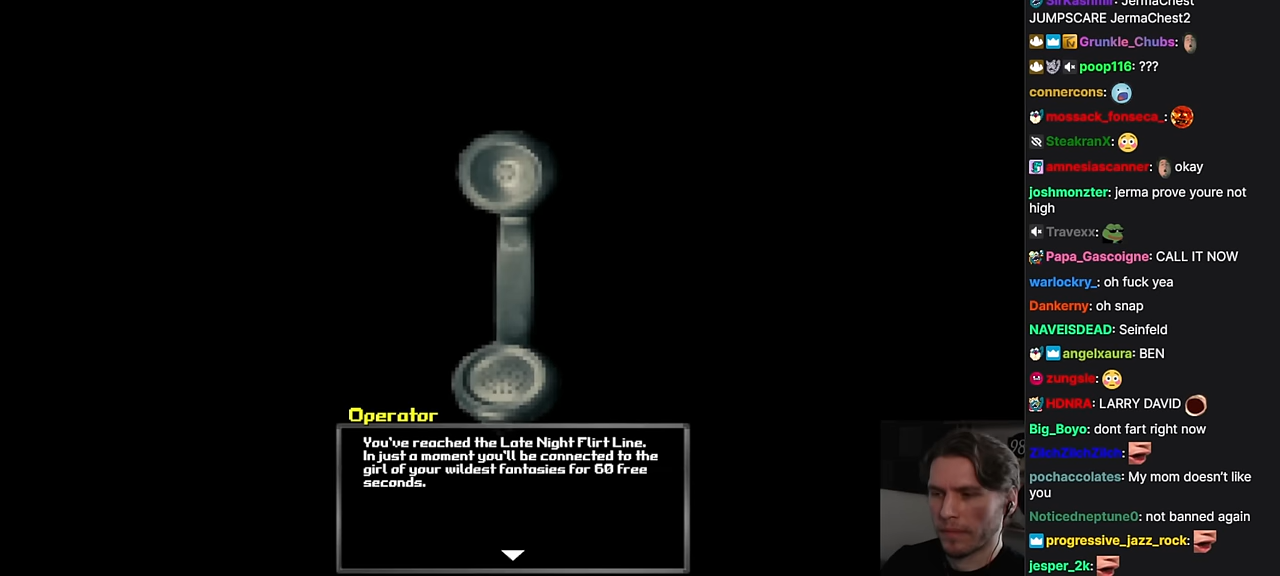 Operator
You've reached the Late Night Flirt Line.
In just a moment you'll be connected to the
girl of your wildest fantasies for 60 free
seconds.
98
SirKashmir: JermaChest
JUMPSCARE JermaChest2
Grunkle_Chubs:
poop116: ???
connercons:
mossack_fonseca_:
SteakranX:
amnesiascanner: okay
joshmonzter: jerma prove youre not
high
Travexx:
Papa_Gascoigne: CALL IT NOW
warlockry_: oh fuck yea
Dankerny: oh snap
NAVEISDEAD: Seinfeld
angelxaura: BEN
zungsle:
HDNRA: LARRY DAVID
Big_Boyo: dont fart right now
ZilchZilchZilch:
pochaccolates: My mom doesn't like
you
Noticedneptune0: not banned again
progressive_jazz_rock:
jesper_2k: